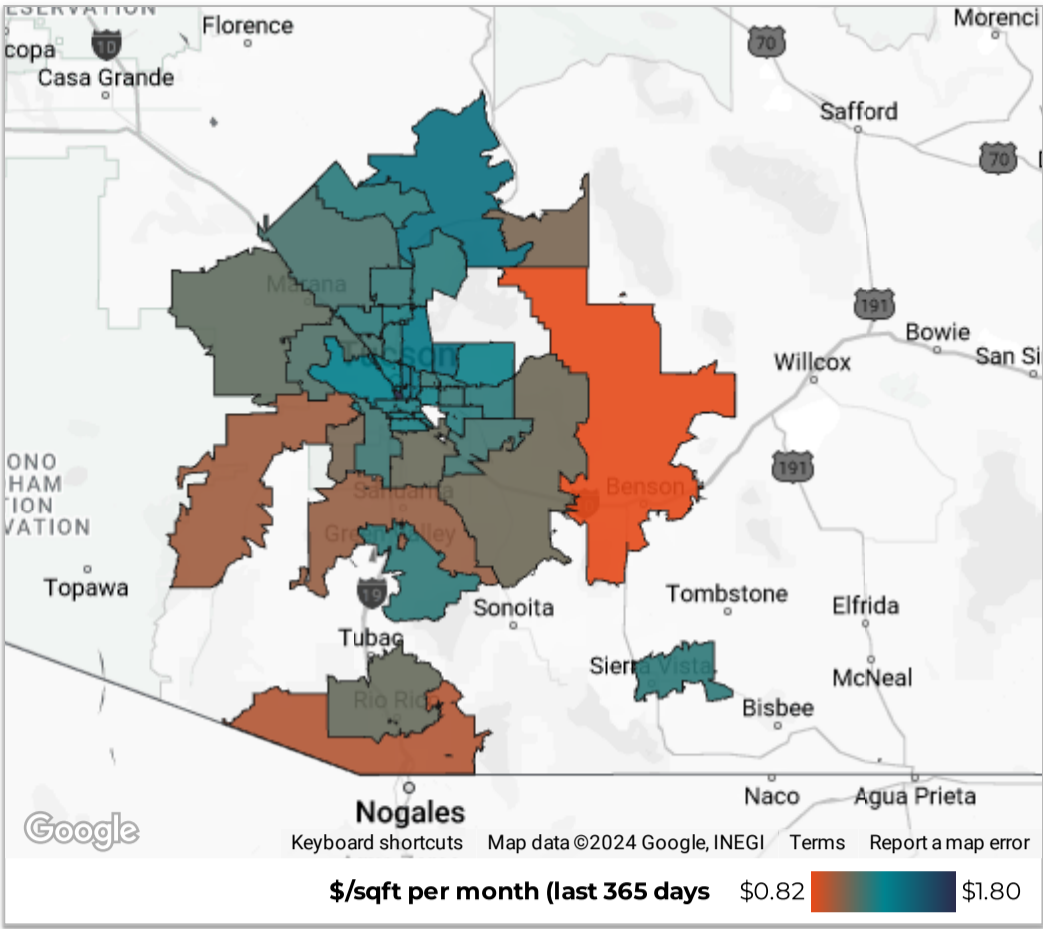 ESERVATION
Florence
Morenci
copa
10
70
Casa Grande
Safford
70
191
Marana
Bowie
Tucson
Willcox
San Si
ONO
HAM
TION
VATION
191
Sahuarita
Benson
Green Valley
Topawa
19
Sonoita
Tombstone
Elfrida
Tubac
Sierra Vista
McNeal
Rio Rico
Bisbee
Nogales
Naco
Agua Prieta
Google
Keyboard shortcuts
Map data ©2024 Google, INEGI
Terms
Report a map error
$/sqft per month (last 365 days
$0.82
$1.80